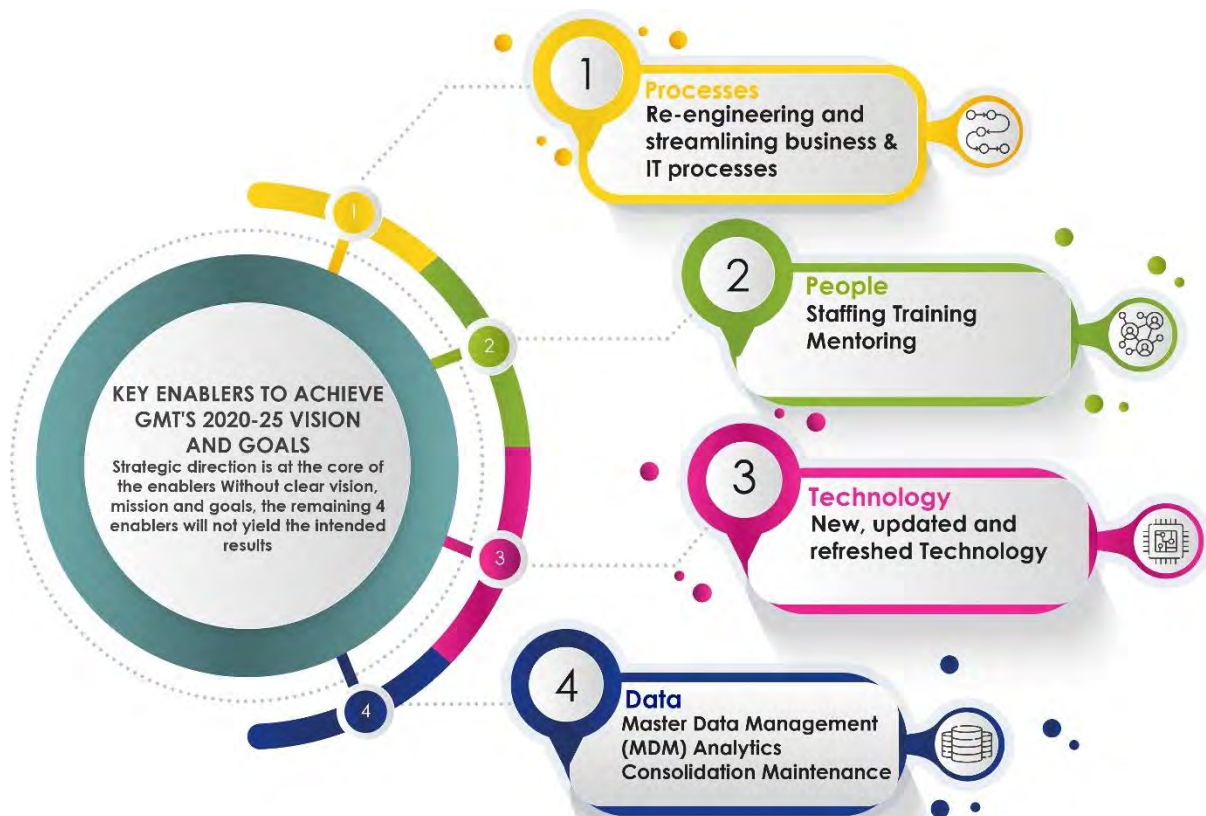 1
Processes
Re-engineering and
streamlining business &
IT processes
1
2
People
Staffing Training
Mentoring
2
KEY ENABLERS TO ACHIEVE
GMT'S 2020-25 VISION
AND GOALS
Strategic direction is at the core of
the enablers Without clear vision,
mission and goals, the remaining 4
enablers will not yield the intended
results
3
Technology
New, updated and
refreshed Technology
3
4
Data
Master Data Management
(MDM) Analytics
Consolidation Maintenance
4